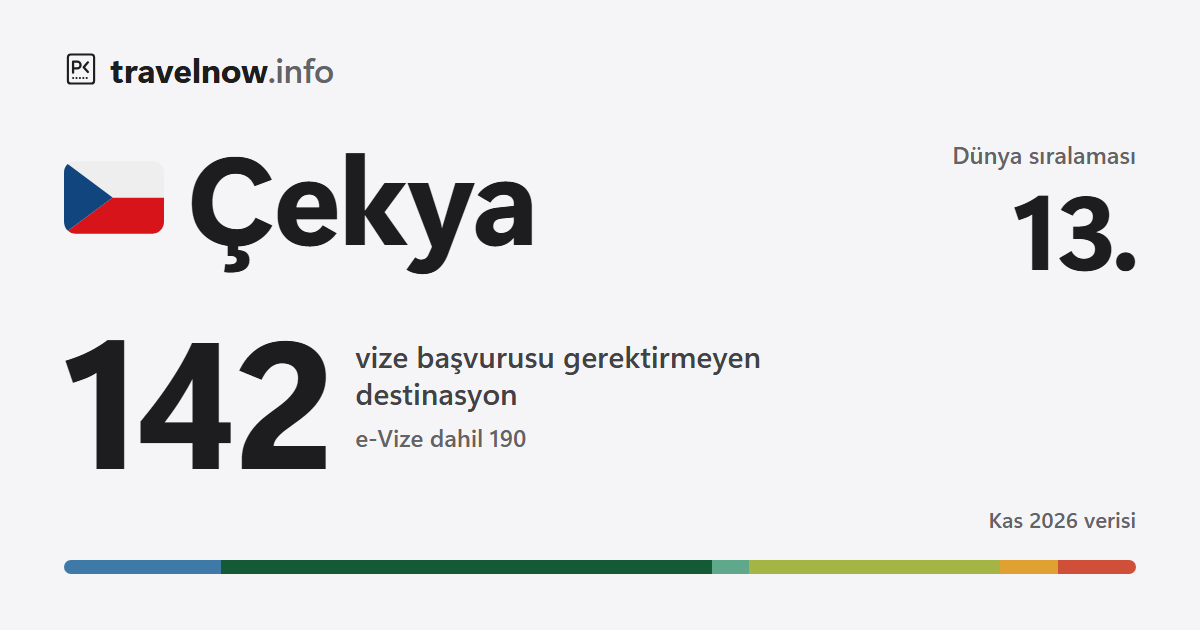 travelnow.info
Çekya
Dünya sıralaması
13.
142
vize başvurusu gerektirmeyen
destinasyon
e-Vize dahil 190
Kas 2026 verisi